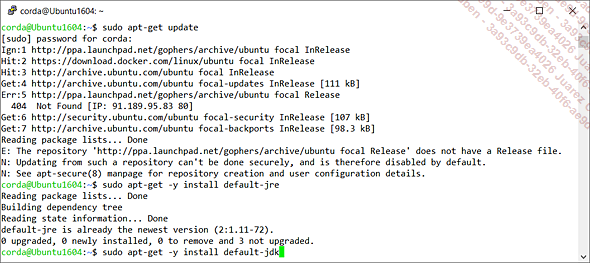 corda@Ubuntu1604: ~
corda@Ubuntu1604:~$ sudo apt-get update
[sudo] password for corda:
Ign:1 http://ppa.launchpad.net/gophers/archive/ubuntu focal InRelease
Hit:2 https://download.docker.com/linux/ubuntu focal InRelease
Hit:3 http://archive.ubuntu.com/ubuntu focal InRelease
Get:4 http://archive.ubuntu.com/ubuntu focal-updates InRelease [111 kB]
Err:5 http://ppa.launchpad.net/gophers/archive/ubuntu focal Release
  404  Not Found [IP: 91.189.95.83 80]
Get:6 http://security.ubuntu.com/ubuntu focal-security InRelease [107 kB]
Get:7 http://archive.ubuntu.com/ubuntu focal-backports InRelease [98.3 kB]
Reading package lists... Done
E: The repository 'http://ppa.launchpad.net/gophers/archive/ubuntu focal Release' does not have a Release file.
N: Updating from such a repository can't be done securely, and is therefore disabled by default.
N: See apt-secure(8) manpage for repository creation and user configuration details.
corda@Ubuntu1604:~$ sudo apt-get -y install default-jre
Reading package lists... Done
Building dependency tree
Reading state information... Done
default-jre is already the newest version (2:1.11-72).
0 upgraded, 0 newly installed, 0 to remove and 3 not upgraded.
corda@Ubuntu1604:~$ sudo apt-get -y install default-jdk